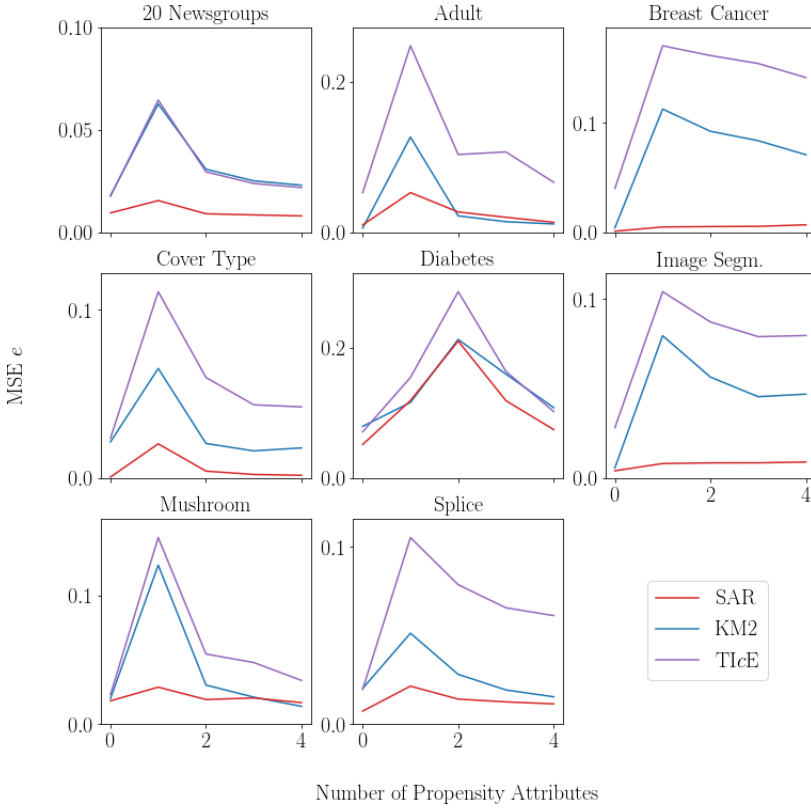 20 Newsgroups
Adult
Breast Cancer
0.10
0.05
0.00
0.2
0.0
0.1
0.0
Cover Type
Diabetes
Image Segm.
0.1
0.0
0.2
0.0
0.1
0.0
0
2
4
MSE e
Mushroom
Splice
0.1
0.0
0
2
4
0.1
0.0
0
2
4
SAR
KM2
TIcE
Number of Propensity Attributes